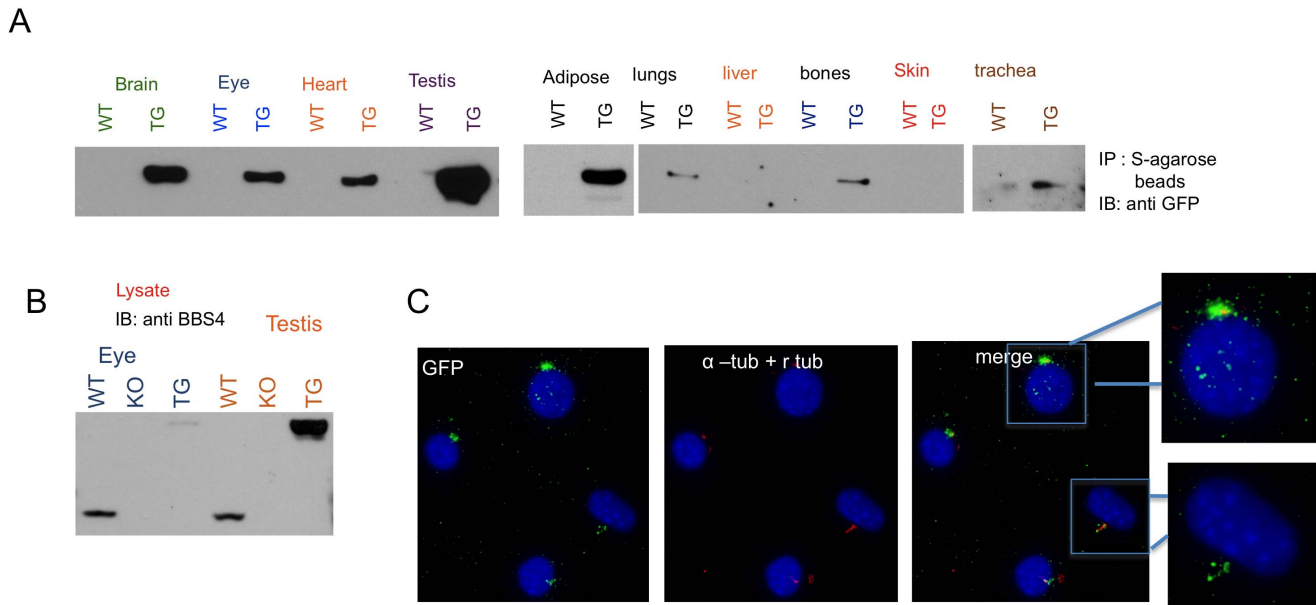 A
Brain Eye Heart Testis Adipose lungs liver bones Skin trachea
WT TG WT TG WT TG WT TG WT TG WT TG WT TG WT TG WT TG WT TG
IP : S-agarose
beads
IB: anti GFP
B
Lysate
IB: anti BBS4
Testis
Eye
WT KO TG WT KO TG
C
GFP
α –tub + r tub
merge